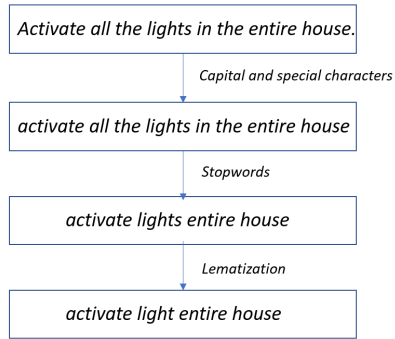 Activate all the lights in the entire house.
Capital and special characters
activate all the lights in the entire house
Stopwords
activate lights entire house
Lematization
activate light entire house